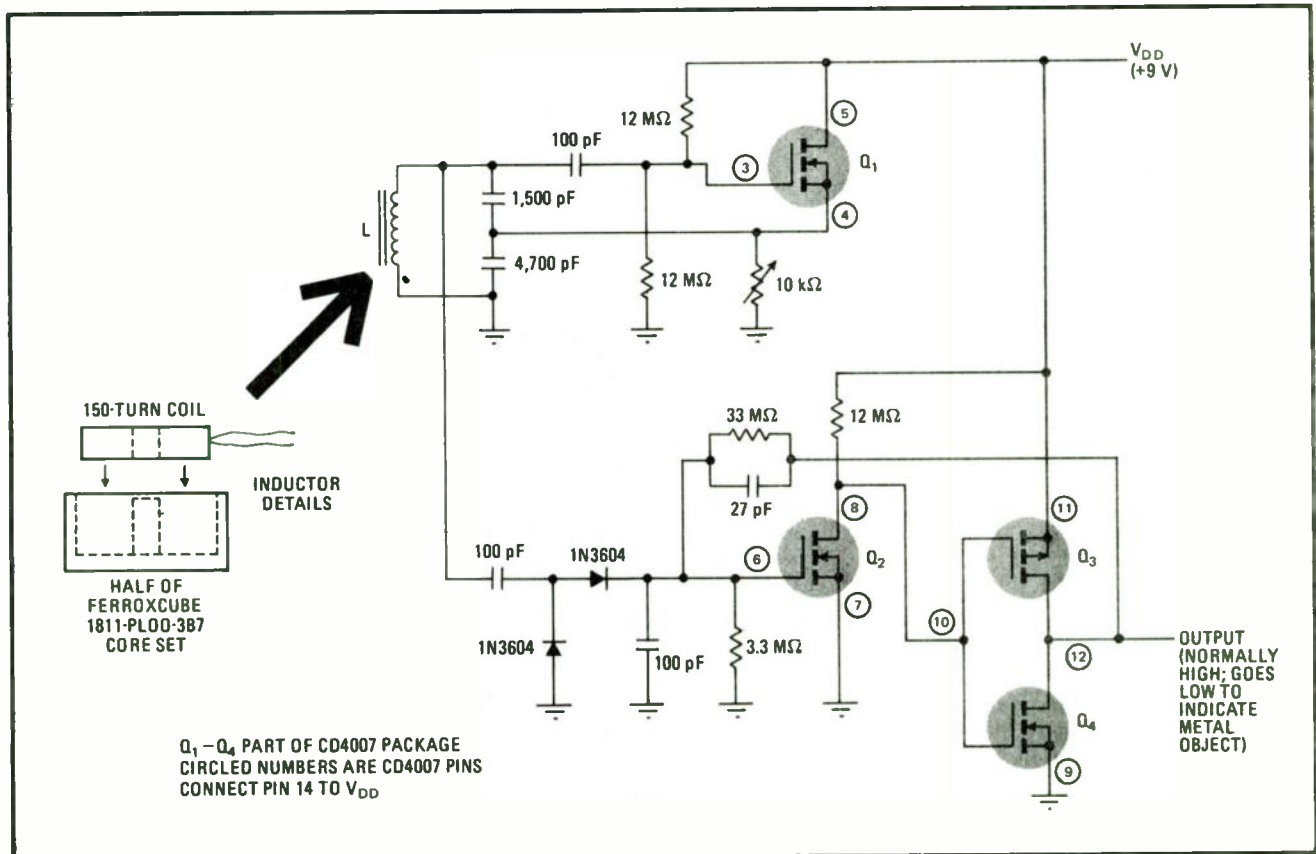 V_DD
(+9 V)
12 MΩ
5
100 pF
3
Q₁
1,500 pF
4
L
4,700 pF
12 MΩ
10 kΩ
150-TURN COIL
33 MΩ
12 MΩ
INDUCTOR
DETAILS
27 pF
8
11
100 pF
1N3604
6
Q₂
Q₃
7
HALF OF
FERROXCUBE
1811-PLOO-3B7
CORE SET
10
1N3604
100 pF
3.3 MΩ
12
OUTPUT
(NORMALLY
HIGH; GOES
LOW TO
INDICATE
METAL
OBJECT)
Q₄
Q₁–Q₄ PART OF CD4007 PACKAGE
CIRCLED NUMBERS ARE CD4007 PINS
CONNECT PIN 14 TO V_DD
9